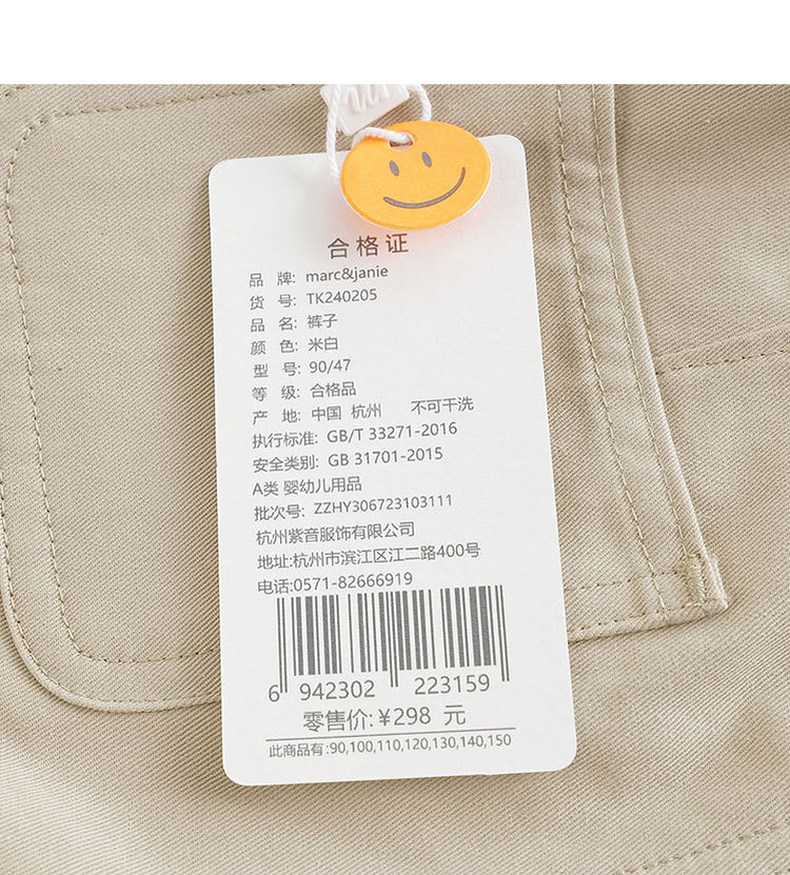 合格证
品 牌: marc&janie
货 号: TK240205
品 名: 裤子
颜 色: 米白
型 号: 90/47
等 级: 合格品
产 地: 中国 杭州 不可干洗
执行标准: GB/T 33271-2016
安全类别: GB 31701-2015
A类 婴幼儿用品
批次号: ZZHY306723103111
杭州紫音服饰有限公司
地址:杭州市滨江区江二路400号
电话:0571-82666919
6 942302 223159
零售价:¥298 元
此商品有:90,100,110,120,130,140,150